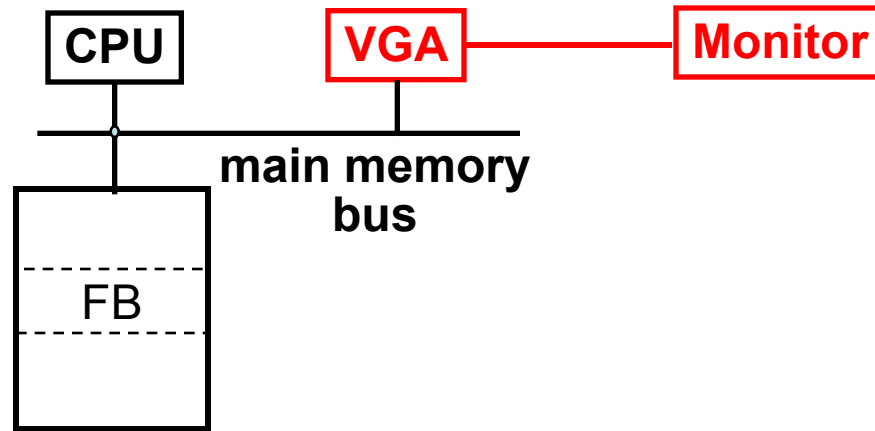 CPU
VGA
Monitor
main memory
bus
FB